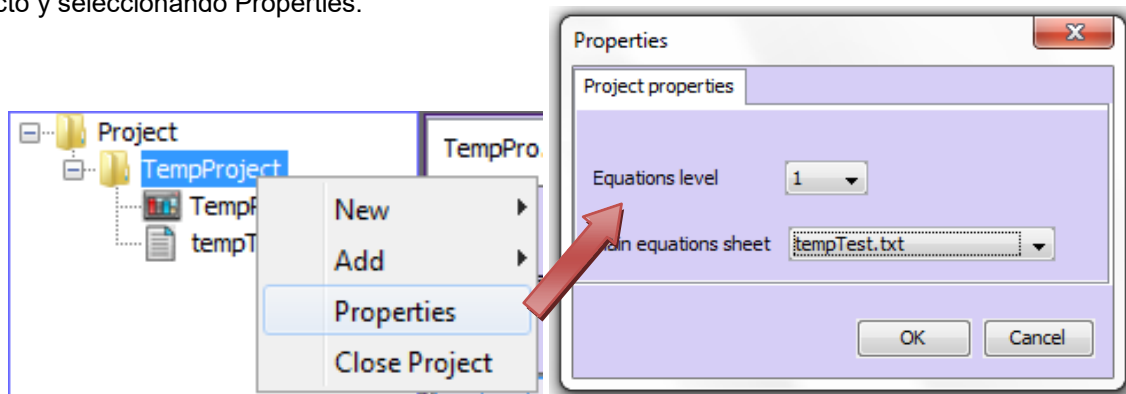 cto y seleccionando Properties.
Project
TempProject
TempF
tempT
TempPro
New
Add
Properties
Close Project
Properties
Project properties
Equations level 1
ain equations sheet tempTest.txt
OK Cancel